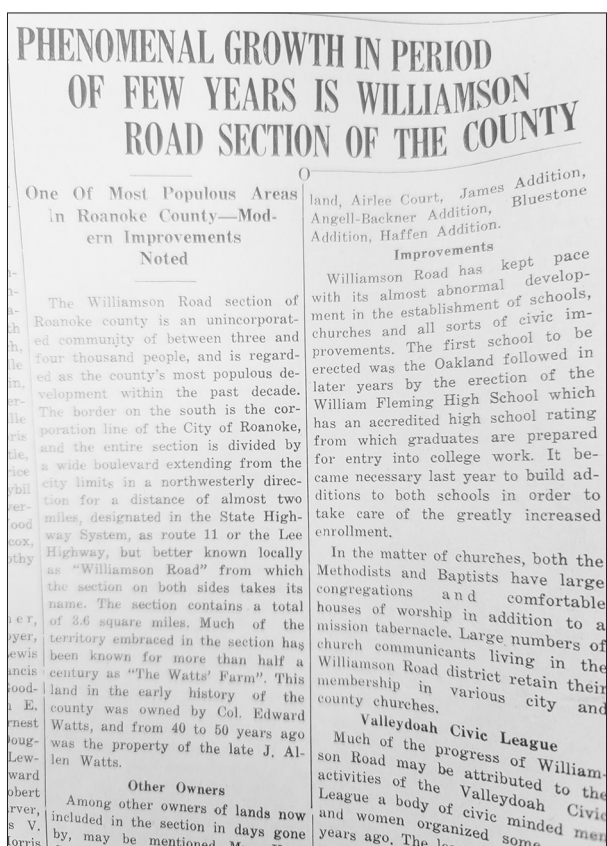 PHENOMENAL GROWTH IN PERIOD
OF FEW YEARS IS WILLIAMSON
ROAD SECTION OF THE COUNTY
One Of Most Populous Areas
in Roanoke County—Mod-
ern Improvements
Noted
The Williamson Road section of
Roanoke county is an unincorporat-
ed community of between three and
four thousand people, and is regard-
ed as the county's most populous de-
velopment within the past decade.
The border on the south is the cor-
poration line of the City of Roanoke,
and the entire section is divided by
a wide boulevard extending from the
city limits in a northwesterly direc-
tion for a distance of almost two
miles, designated in the State High-
way System, as route 11 or the Lee
Highway, but better known locally
as "Williamson Road" from which
the section on both sides takes its
name. The section contains a total
of 3.6 square miles. Much of the
territory embraced in the section has
been known for more than half a
century as "The Watts' Farm". This
land in the early history of the
county was owned by Col. Edward
Watts, and from 40 to 50 years ago
was the property of the late J. Al-
len Watts.
Other Owners
Among other owners of lands now
included in the section in days gone
by, may be mentioned
land, Airlee Court, James Addition,
Angell-Backner Addition, Bluestone
Addition, Haffen Addition.
Improvements
Williamson Road has kept pace
with its almost abnormal develop-
ment in the establishment of schools,
churches and all sorts of civic im-
provements. The first school to be
erected was the Oakland followed in
later years by the erection of the
William Fleming High School which
has an accredited high school rating
from which graduates are prepared
for entry into college work. It be-
came necessary last year to build ad-
ditions to both schools in order to
take care of the greatly increased
enrollment.
In the matter of churches, both the
Methodists and Baptists have large
congregations and comfortable
houses of worship in addition to a
mission tabernacle. Large numbers of
church communicants living in the
Williamson Road district retain their
membership in various city and
county churches.
Valleydoah Civic League
Much of the progress of William-
son Road may be attributed to the
activities of the Valleydoah Civic
League a body of civic minded men
and women organized some
years ago. The